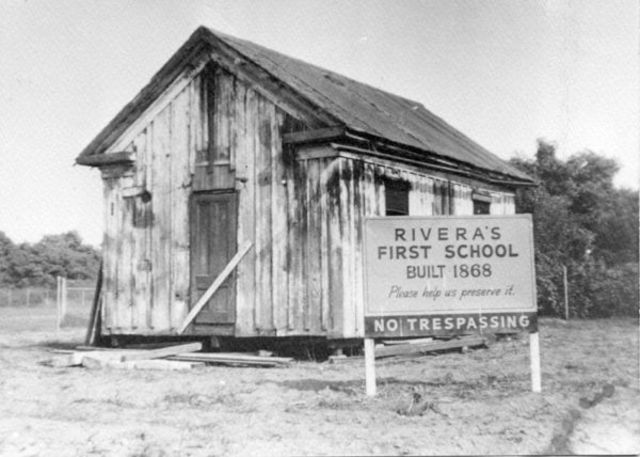 RIVERA'S
FIRST SCHOOL
BUILT 1868
Please help us preserve it.
NO TRESPASSING